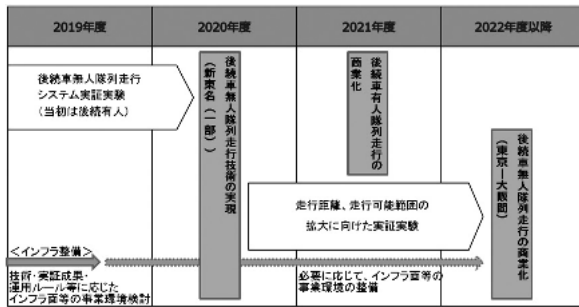 2019年度
2020年度
2021年度
2022年度以降
後続車無人隊列走行
システム実証実験
(当初は後続有人)
後続車無人隊列走行技術の実現
(新東名(一部))
後続車有人隊列走行の
商業化
走行距離、走行可能範囲の
拡大に向けた実証実験
後続車無人隊列走行の商業化
(東京ー大阪間)
<インフラ整備>
技術・実証成果・
運用ルール等に応じた
インフラ面等の事業環境検討
必要に応じて、インフラ面等の
事業環境の整備